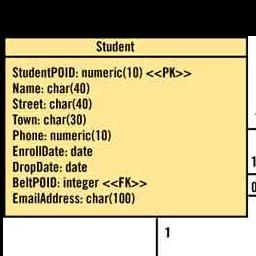 Student
StudentPOID: numeric(10) <<PK>>
Name: char(40)
Street: char(40)
Town: char(30)
Phone: numeric(10)
EnrollDate: date
DropDate: date
BeltPOID: integer <<FK>>
EmailAddress: char(100)
1
0
1